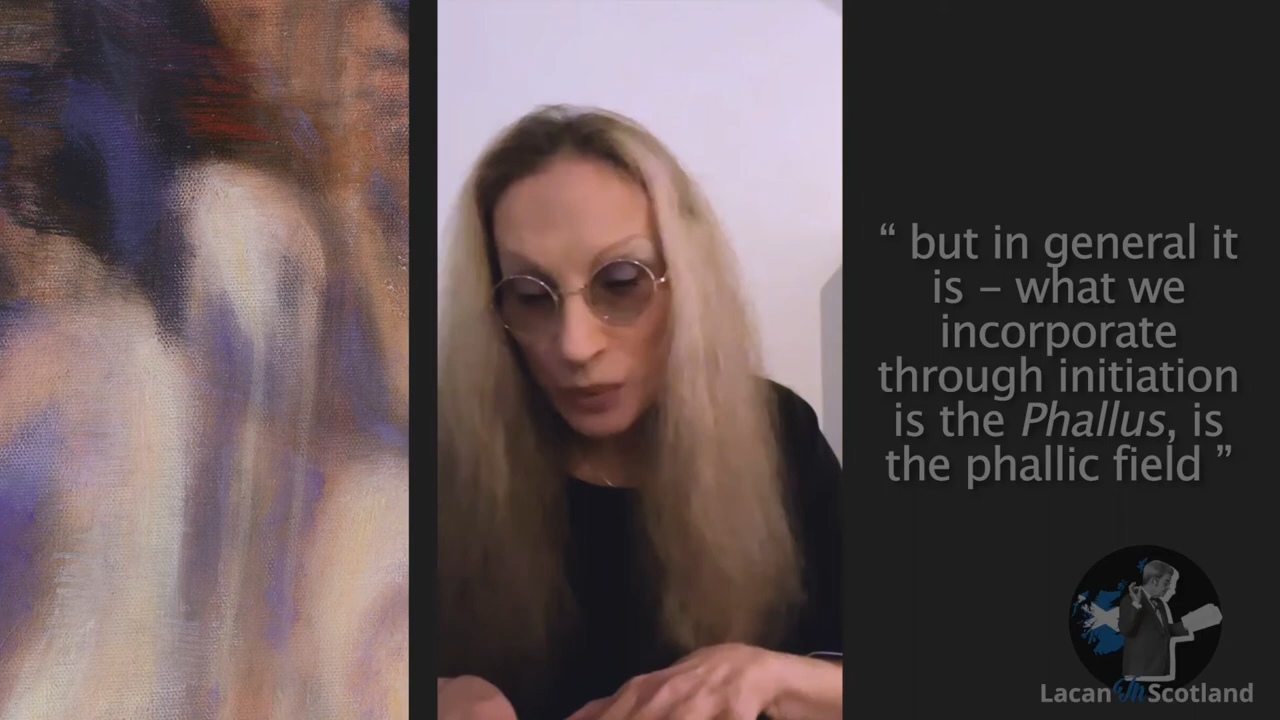 “ but in general it
is – what we
incorporate
through initiation
is the Phallus, is
the phallic field ”
Lacan in Scotland